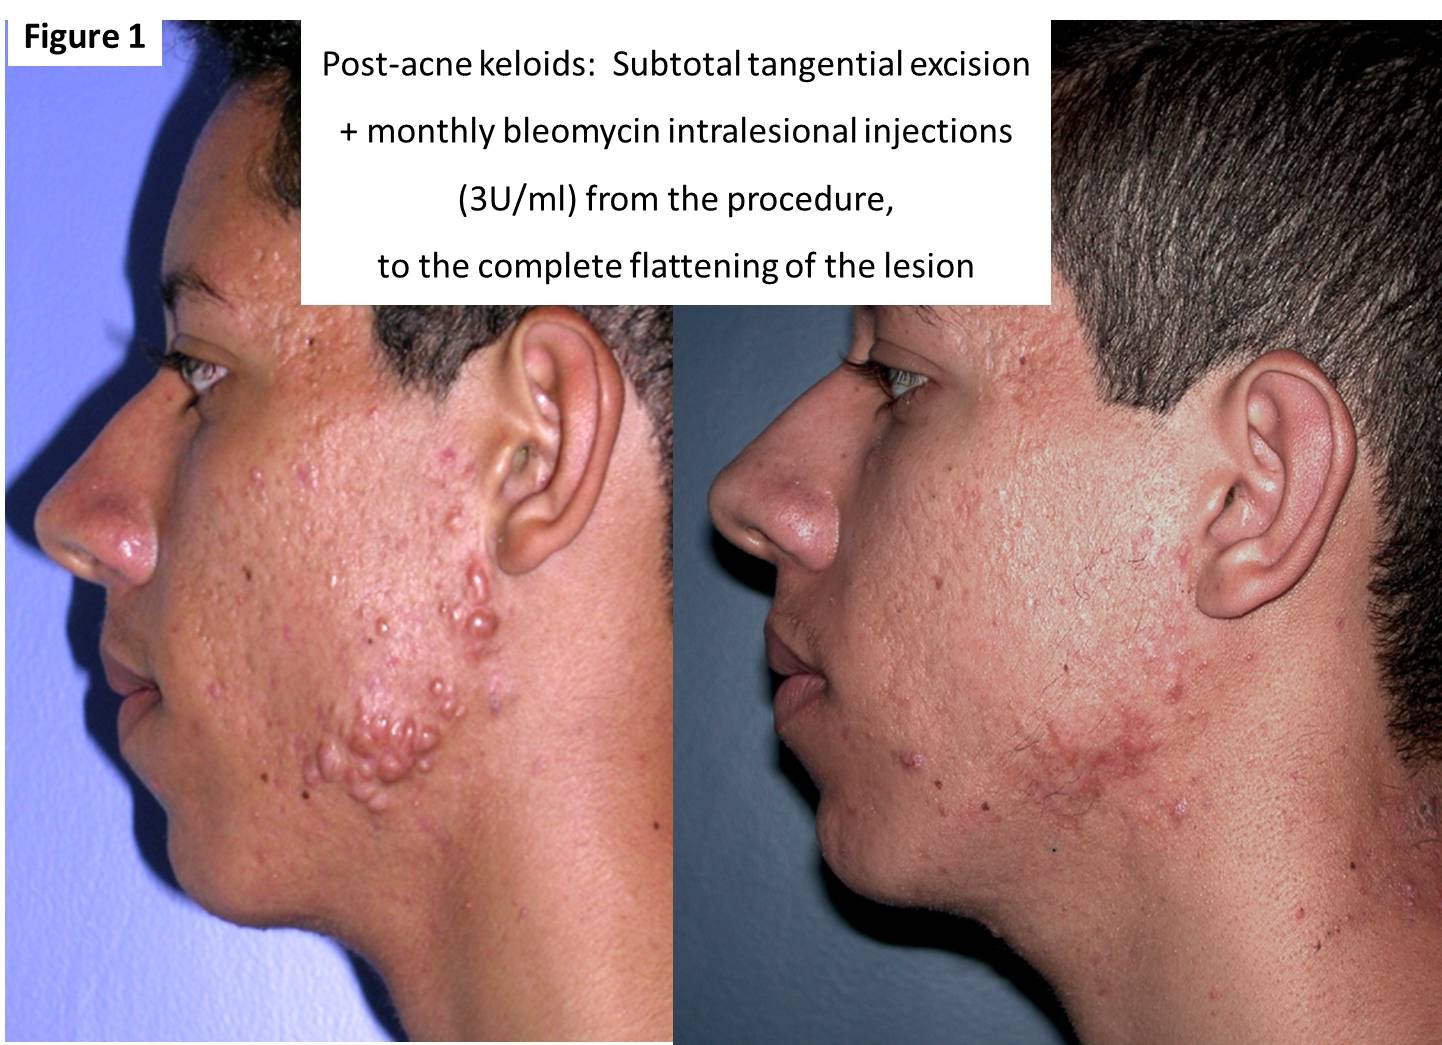 Figure 1
Post-acne keloids: Subtotal tangential excision
+ monthly bleomycin intralesional injections
(3U/ml) from the procedure,
to the complete flattening of the lesion